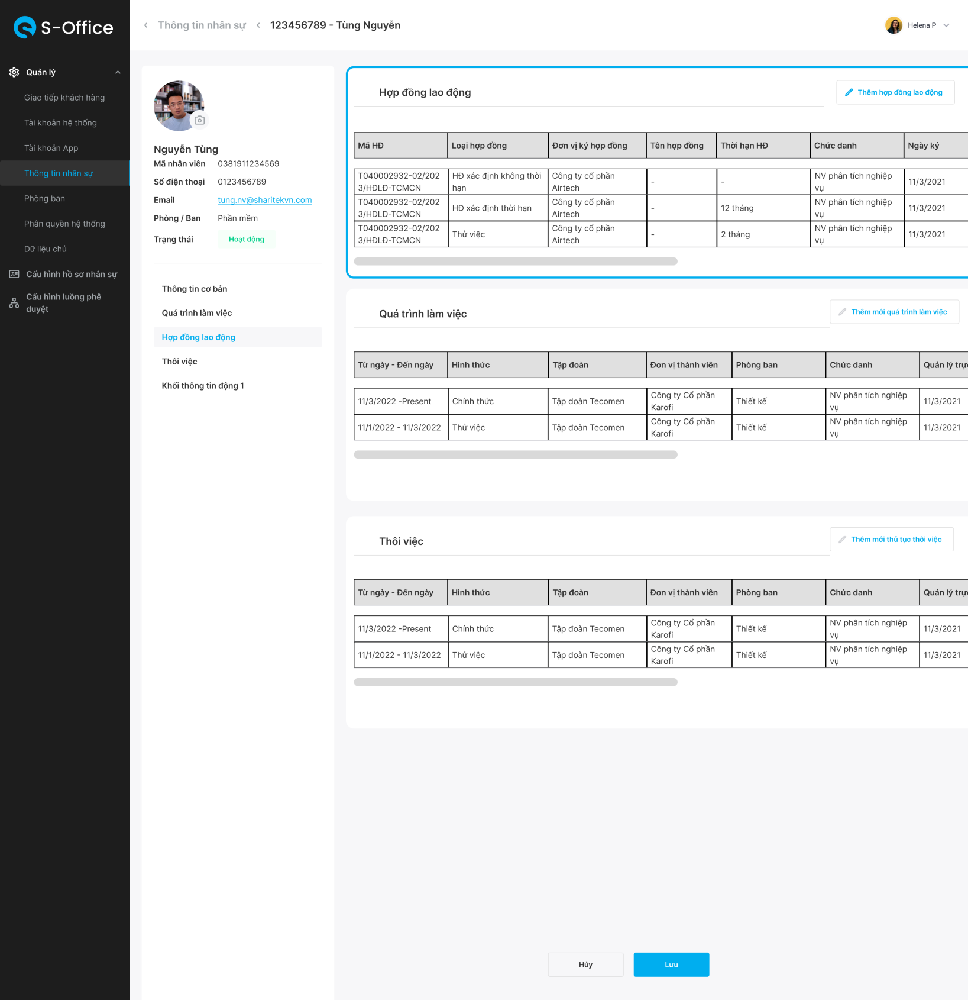 S-Office
Thông tin nhân sự
123456789 - Tùng Nguyễn
Helena P
Quản lý
Giao tiếp khách hàng
Tài khoản hệ thống
Tài khoản App
Thông tin nhân sự
Phòng ban
Phân quyền hệ thống
Dữ liệu chủ
Cấu hình hồ sơ nhân sự
Cấu hình luồng phê
duyệt
Nguyễn Tùng
Mã nhân viên 0381911234569
Số điện thoại 0123456789
Email tung.nv@sharitekvn.com
Phòng / Ban Phần mềm
Trạng thái Hoạt động
Thông tin cơ bản
Quá trình làm việc
Hợp đồng lao động
Thôi việc
Khối thông tin động 1
Hợp đồng lao động
Thêm hợp đồng lao động
Mã HĐ Loại hợp đồng Đơn vị ký hợp đồng Tên hợp đồng Thời hạn HĐ Chức danh Ngày ký
T040002932-02/202 HĐ xác định không thời Công ty cổ phần NV phân tích nghiệp
3/HĐLĐ-TCMCN hạn Airtech - - vụ 11/3/2021
T040002932-02/202 Công ty cổ phần NV phân tích nghiệp
3/HĐLĐ-TCMCN HĐ xác định thời hạn Airtech - 12 tháng vụ 11/3/2021
T040002932-02/202 Công ty cổ phần NV phân tích nghiệp
3/HĐLĐ-TCMCN Thử việc Airtech - 2 tháng vụ 11/3/2021
Quá trình làm việc
Thêm mới quá trình làm việc
Từ ngày - Đến ngày Hình thức Tập đoàn Đơn vị thành viên Phòng ban Chức danh Quản lý trự
11/3/2022 -Present Chính thức Tập đoàn Tecomen Công ty Cổ phần Thiết kế NV phân tích nghiệp 11/3/2021
Karofi vụ
11/1/2022 - 11/3/2022 Thử việc Tập đoàn Tecomen Công ty Cổ phần Thiết kế NV phân tích nghiệp 11/3/2021
Karofi vụ
Thôi việc
Thêm mới thủ tục thôi việc
Từ ngày - Đến ngày Hình thức Tập đoàn Đơn vị thành viên Phòng ban Chức danh Quản lý trự
11/3/2022 -Present Chính thức Tập đoàn Tecomen Công ty Cổ phần Thiết kế NV phân tích nghiệp 11/3/2021
Karofi vụ
11/1/2022 - 11/3/2022 Thử việc Tập đoàn Tecomen Công ty Cổ phần Thiết kế NV phân tích nghiệp 11/3/2021
Karofi vụ
Hủy
Lưu